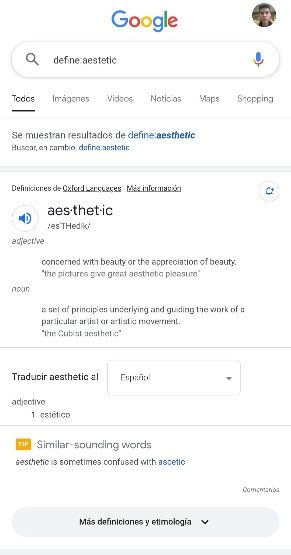 Google
define:aestetic
Todos Imágenes Videos Noticias Maps Shopping
Se muestran resultados de define:aesthetic
Buscar, en cambio, define:aestetic
Definiciones de Oxford Languages · Más información
aes·thet·ic
/esˈTHedik/
adjective
concerned with beauty or the appreciation of beauty.
"the pictures give great aesthetic pleasure"
noun
a set of principles underlying and guiding the work of a
particular artist or artistic movement.
"the Cubist aesthetic"
Traducir aesthetic al Español
adjective
1. estético
TIP Similar-sounding words
aesthetic is sometimes confused with ascetic
Comentarios
Más definiciones y etimología